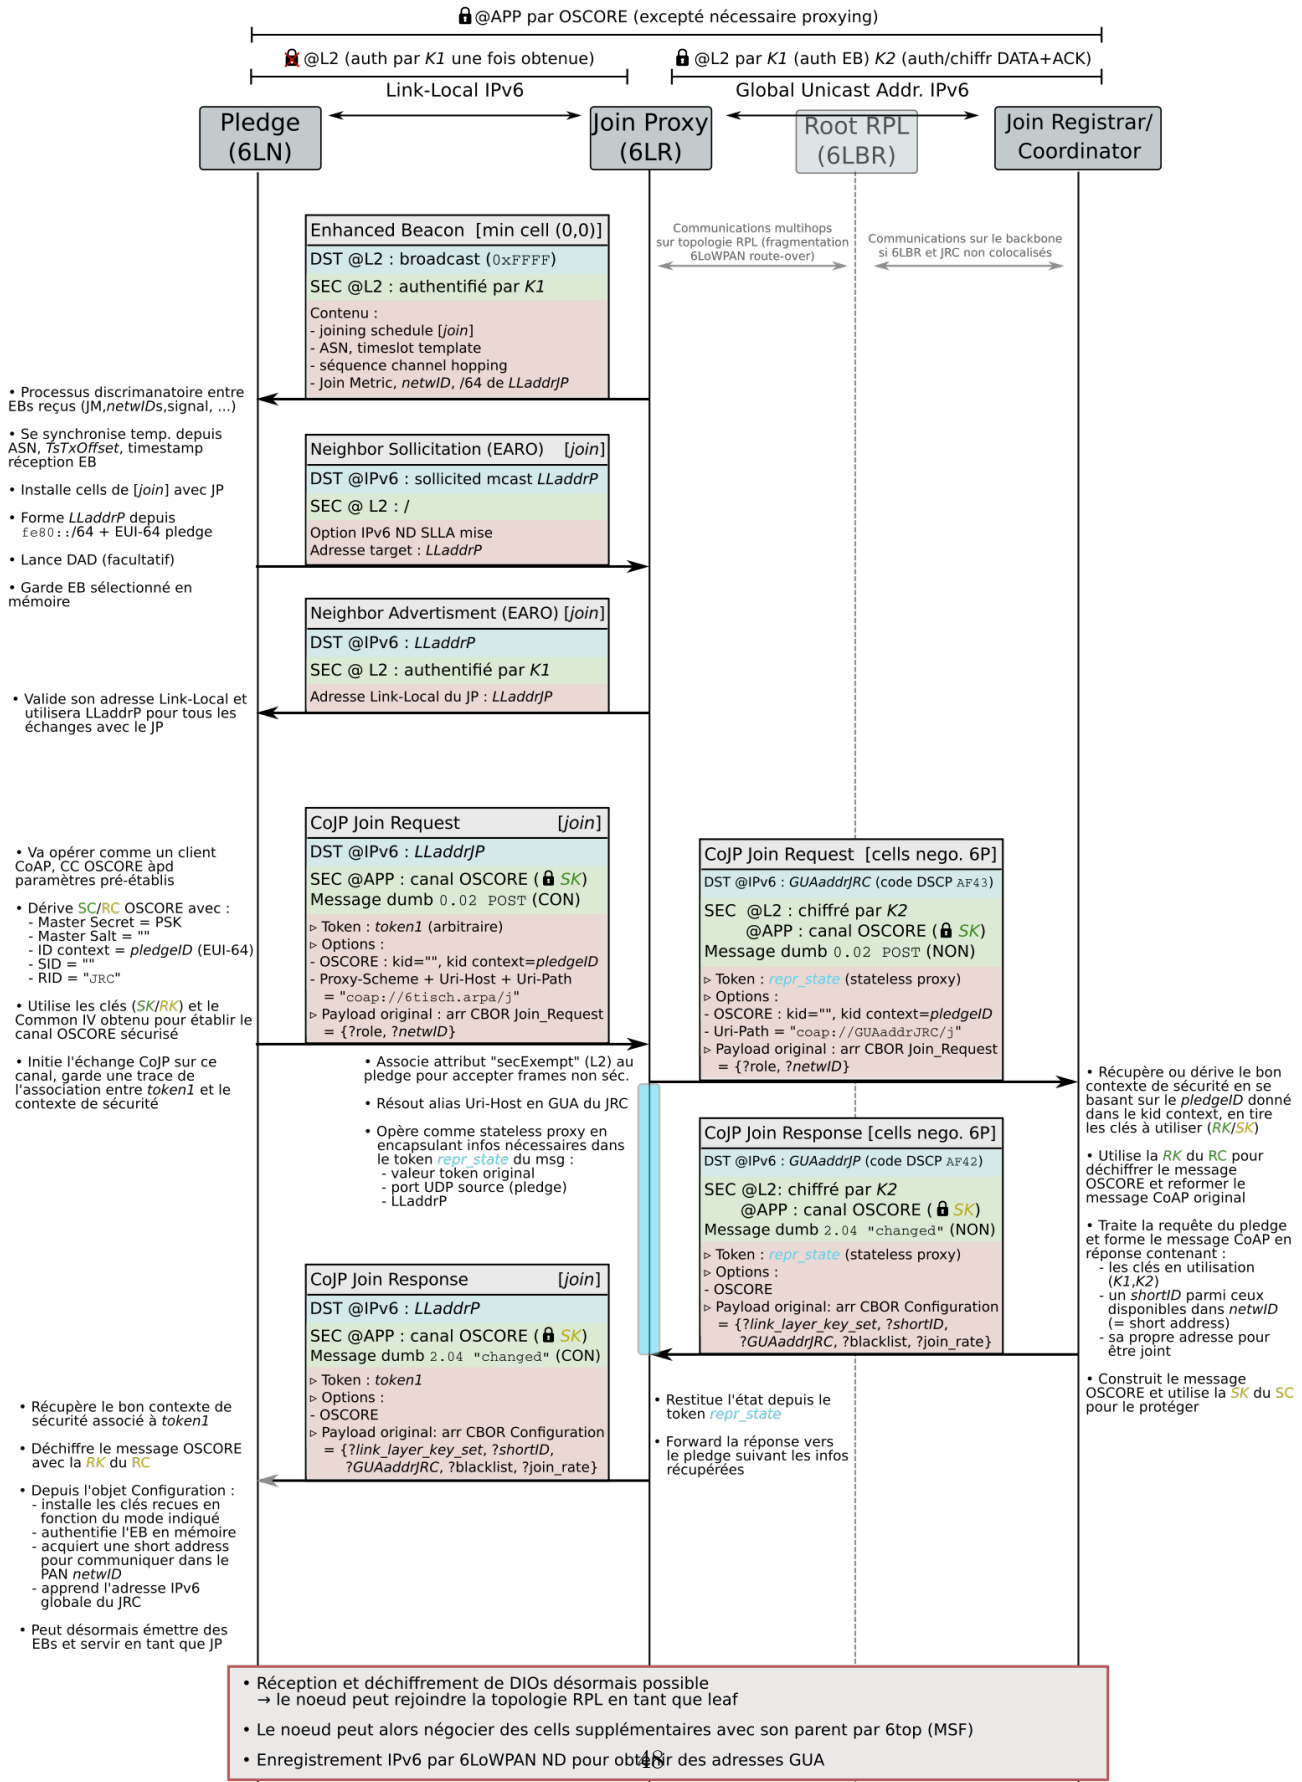 @APP par OSCORE (excepté nécessaire proxying)
@L2 (auth par K1 une fois obtenue)
@L2 par K1 (auth EB) K2 (auth/chiffr DATA+ACK)
Link-Local IPv6
Global Unicast Addr. IPv6
Pledge
(6LN)
Join Proxy
(6LR)
Root RPL
(6LBR)
Join Registrar/
Coordinator
Communications multihops
sur topologie RPL (fragmentation
6LoWPAN route-over)
Communications sur le backbone
si 6LBR et JRC non colocalisés
Enhanced Beacon [min cell (0,0)]
DST @L2 : broadcast (0xFFFF)
SEC @L2 : authentifié par K1
Contenu :
- joining schedule [join]
- ASN, timeslot template
- séquence channel hopping
- Join Metric, netwID, /64 de LLaddrJP
• Processus discrimanatoire entre
EBs reçus (JM,netwIDs,signal, ...)
• Se synchronise temp. depuis
ASN, TsTxOffset, timestamp
réception EB
• Installe cells de [join] avec JP
• Forme LLaddrP depuis
fe80::/64 + EUI-64 pledge
• Lance DAD (facultatif)
• Garde EB sélectionné en
mémoire
Neighbor Sollicitation (EARO) [join]
DST @IPv6 : sollicited mcast LLaddrP
SEC @ L2 : /
Option IPv6 ND SLLA mise
Adresse target : LLaddrP
Neighbor Advertisment (EARO) [join]
DST @IPv6 : LLaddrP
SEC @ L2 : authentifié par K1
Adresse Link-Local du JP : LLaddrJP
• Valide son adresse Link-Local et
utilisera LLaddrP pour tous les
échanges avec le JP
CoJP Join Request [join]
DST @IPv6 : LLaddrJP
SEC @APP : canal OSCORE ( SK)
Message dumb 0.02 POST (CON)
▹ Token : token1 (arbitraire)
▹ Options :
- OSCORE : kid="", kid context=pledgeID
- Proxy-Scheme + Uri-Host + Uri-Path
= "coap://6tisch.arpa/j"
▹ Payload original : arr CBOR Join_Request
= {?role, ?netwID}
• Va opérer comme un client
CoAP, CC OSCORE àpd
paramètres pré-établis
• Dérive SC/RC OSCORE avec :
- Master Secret = PSK
- Master Salt = ""
- ID context = pledgeID (EUI-64)
- SID = ""
- RID = "JRC"
• Utilise les clés (SK/RK) et le
Common IV obtenu pour établir le
canal OSCORE sécurisé
• Initie l'échange CoJP sur ce
canal, garde une trace de
l'association entre token1 et le
contexte de sécurité
CoJP Join Request [cells nego. 6P]
DST @IPv6 : GUAaddrJRC (code DSCP AF43)
SEC @L2 : chiffré par K2
@APP : canal OSCORE ( SK)
Message dumb 0.02 POST (NON)
▹ Token : repr_state (stateless proxy)
▹ Options :
- OSCORE : kid="", kid context=pledgeID
- Uri-Path = "coap://GUAaddrJRC/j"
▹ Payload original : arr CBOR Join_Request
= {?role, ?netwID}
• Associe attribut "secExempt" (L2) au
pledge pour accepter frames non séc.
• Résout alias Uri-Host en GUA du JRC
• Opère comme stateless proxy en
encapsulant infos nécessaires dans
le token repr_state du msg :
- valeur token original
- port UDP source (pledge)
- LLaddrP
• Récupère ou dérive le bon
contexte de sécurité en se
basant sur le pledgeID donné
dans le kid context, en tire
les clés à utiliser (RK/SK)
• Utilise la RK du RC pour
déchiffrer le message
OSCORE et reformer le
message CoAP original
• Traite la requête du pledge
et forme le message CoAP en
réponse contenant :
- les clés en utilisation
(K1,K2)
- un shortID parmi ceux
disponibles dans netwID
(= short address)
- sa propre adresse pour
être joint
• Construit le message
OSCORE et utilise la SK du SC
pour le protéger
CoJP Join Response [cells nego. 6P]
DST @IPv6 : GUAaddrJP (code DSCP AF42)
SEC @L2: chiffré par K2
@APP : canal OSCORE ( SK)
Message dumb 2.04 "changed" (NON)
▹ Token : repr_state (stateless proxy)
▹ Options :
- OSCORE
▹ Payload original: arr CBOR Configuration
= {?link_layer_key_set, ?shortID,
?GUAaddrJRC, ?blacklist, ?join_rate}
CoJP Join Response [join]
DST @IPv6 : LLaddrP
SEC @APP : canal OSCORE ( SK)
Message dumb 2.04 "changed" (CON)
▹ Token : token1
▹ Options :
- OSCORE
▹ Payload original: arr CBOR Configuration
= {?link_layer_key_set, ?shortID,
?GUAaddrJRC, ?blacklist, ?join_rate}
• Restitue l'état depuis le
token repr_state
• Forward la réponse vers
le pledge suivant les infos
récupérées
• Récupère le bon contexte de
sécurité associé à token1
• Déchiffre le message OSCORE
avec la RK du RC
• Depuis l'objet Configuration :
- installe les clés recues en
fonction du mode indiqué
- authentifie l'EB en mémoire
- acquiert une short address
pour communiquer dans le
PAN netwID
- apprend l'adresse IPv6
globale du JRC
• Peut désormais émettre des
EBs et servir en tant que JP
• Réception et déchiffrement de DIOs désormais possible
→ le noeud peut rejoindre la topologie RPL en tant que leaf
• Le noeud peut alors négocier des cells supplémentaires avec son parent par 6top (MSF)
• Enregistrement IPv6 par 6LoWPAN ND pour obtenir des adresses GUA
48